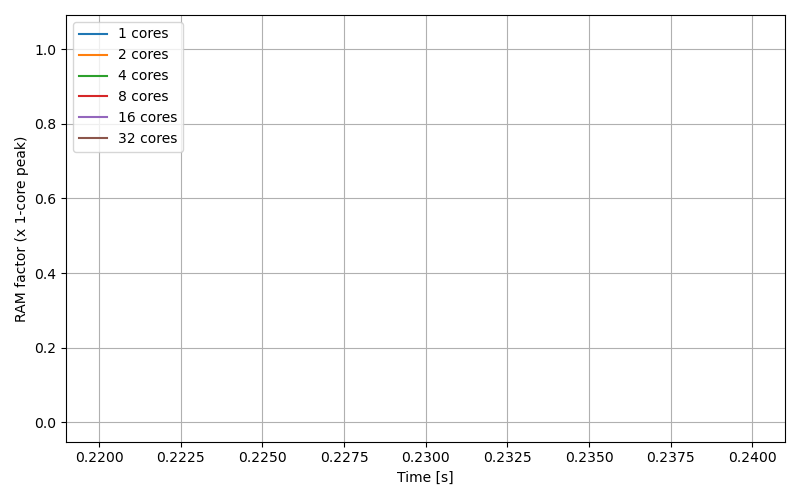 1 cores
2 cores
4 cores
8 cores
16 cores
32 cores
RAM factor (x 1-core peak)
1.0
0.8
0.6
0.4
0.2
0.0
0.2200 0.2225 0.2250 0.2275 0.2300 0.2325 0.2350 0.2375 0.2400
Time [s]